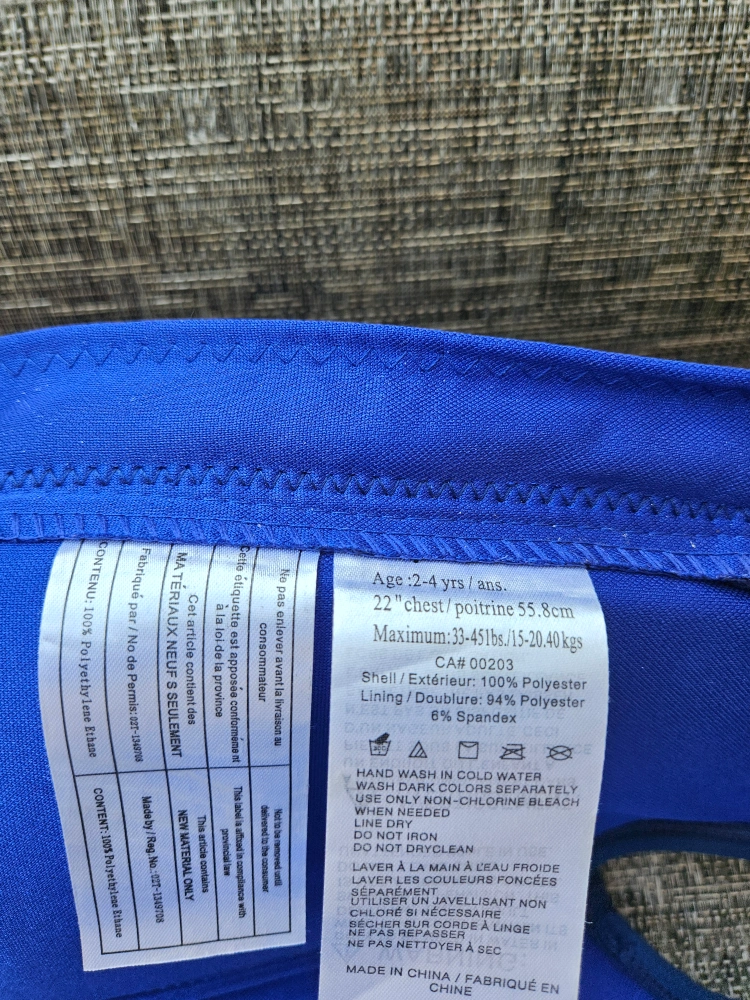 Age :2-4 yrs / ans.
22" chest/ poitrine 55.8cm
Maximum:33-45lbs./15-20.40kgs
CA# 00203
Shell / Extérieur: 100% Polyester
Lining / Doublure: 94% Polyester
6% Spandex
HAND WASH IN COLD WATER
WASH DARK COLORS SEPARATELY
USE ONLY NON-CHLORINE BLEACH
WHEN NEEDED
LINE DRY
DO NOT IRON
DO NOT DRYCLEAN
LAVER À LA MAIN À L'EAU FROIDE
LAVER LES COULEURS FONCÉES
SÉPARÉMENT
UTILISER UN JAVELLISANT NON
CHLORÉ SI NÉCESSAIRE
SÉCHER SUR CORDE À LINGE
NE PAS REPASSER
NE PAS NETTOYER À SEC
MADE IN CHINA / FABRIQUÉ EN
CHINE
Ne pas enlever avant la livraison au
consommateur
Cette étiquette est apposée conformément
à la loi de la province
Cet article contient des
MATÉRIAUX NEUFS SEULEMENT
Fabriqué par / No de Permis: 02T-1349708
CONTENU: 100% Polyethylene Ethane
Not to be removed until
delivered to the consumer
This label is affixed in compliance with
provincial law
This article contains
NEW MATERIAL ONLY
Made by / Reg.No.: 02T-1349708
CONTENT: 100% Polyethylene Ethane